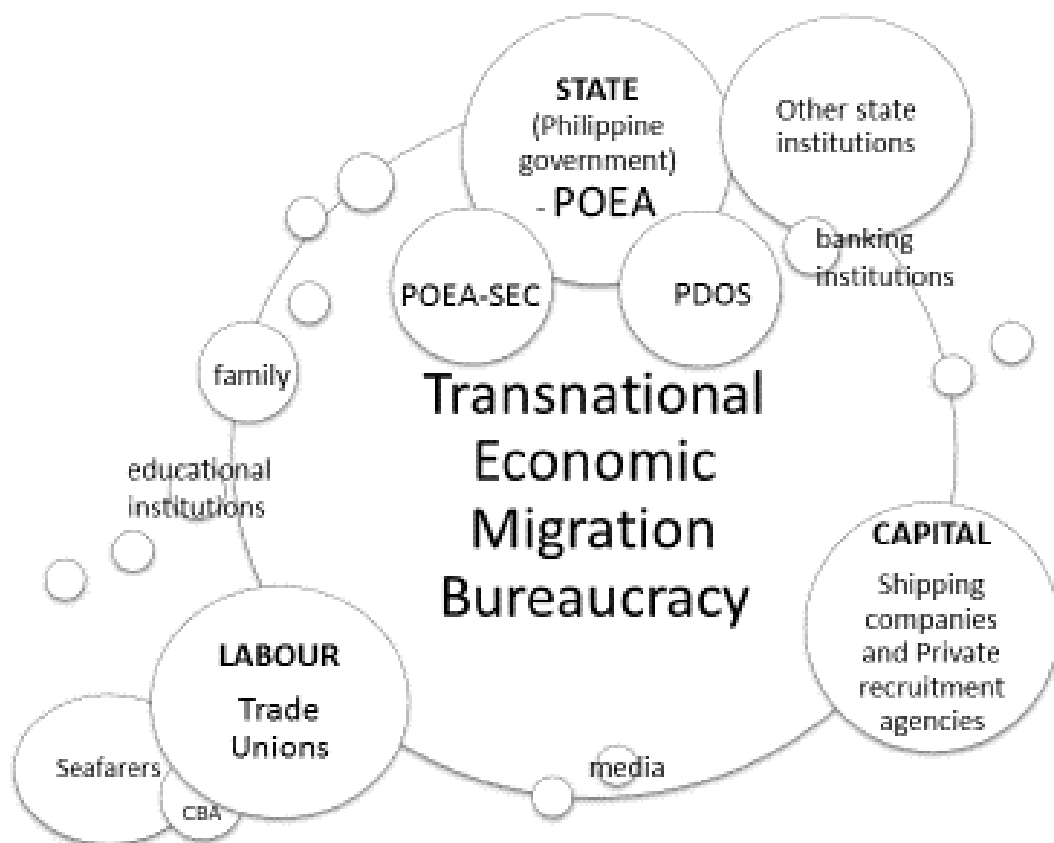 STATE
(Philippine
government)
- POEA
Other state
institutions
banking
institutions
POEA-SEC
PDOS
family
Transnational
Economic
Migration
Bureaucracy
educational
institutions
CAPITAL
Shipping
companies
and Private
recruitment
agencies
LABOUR
Trade
Unions
Seafarers
CBA
media